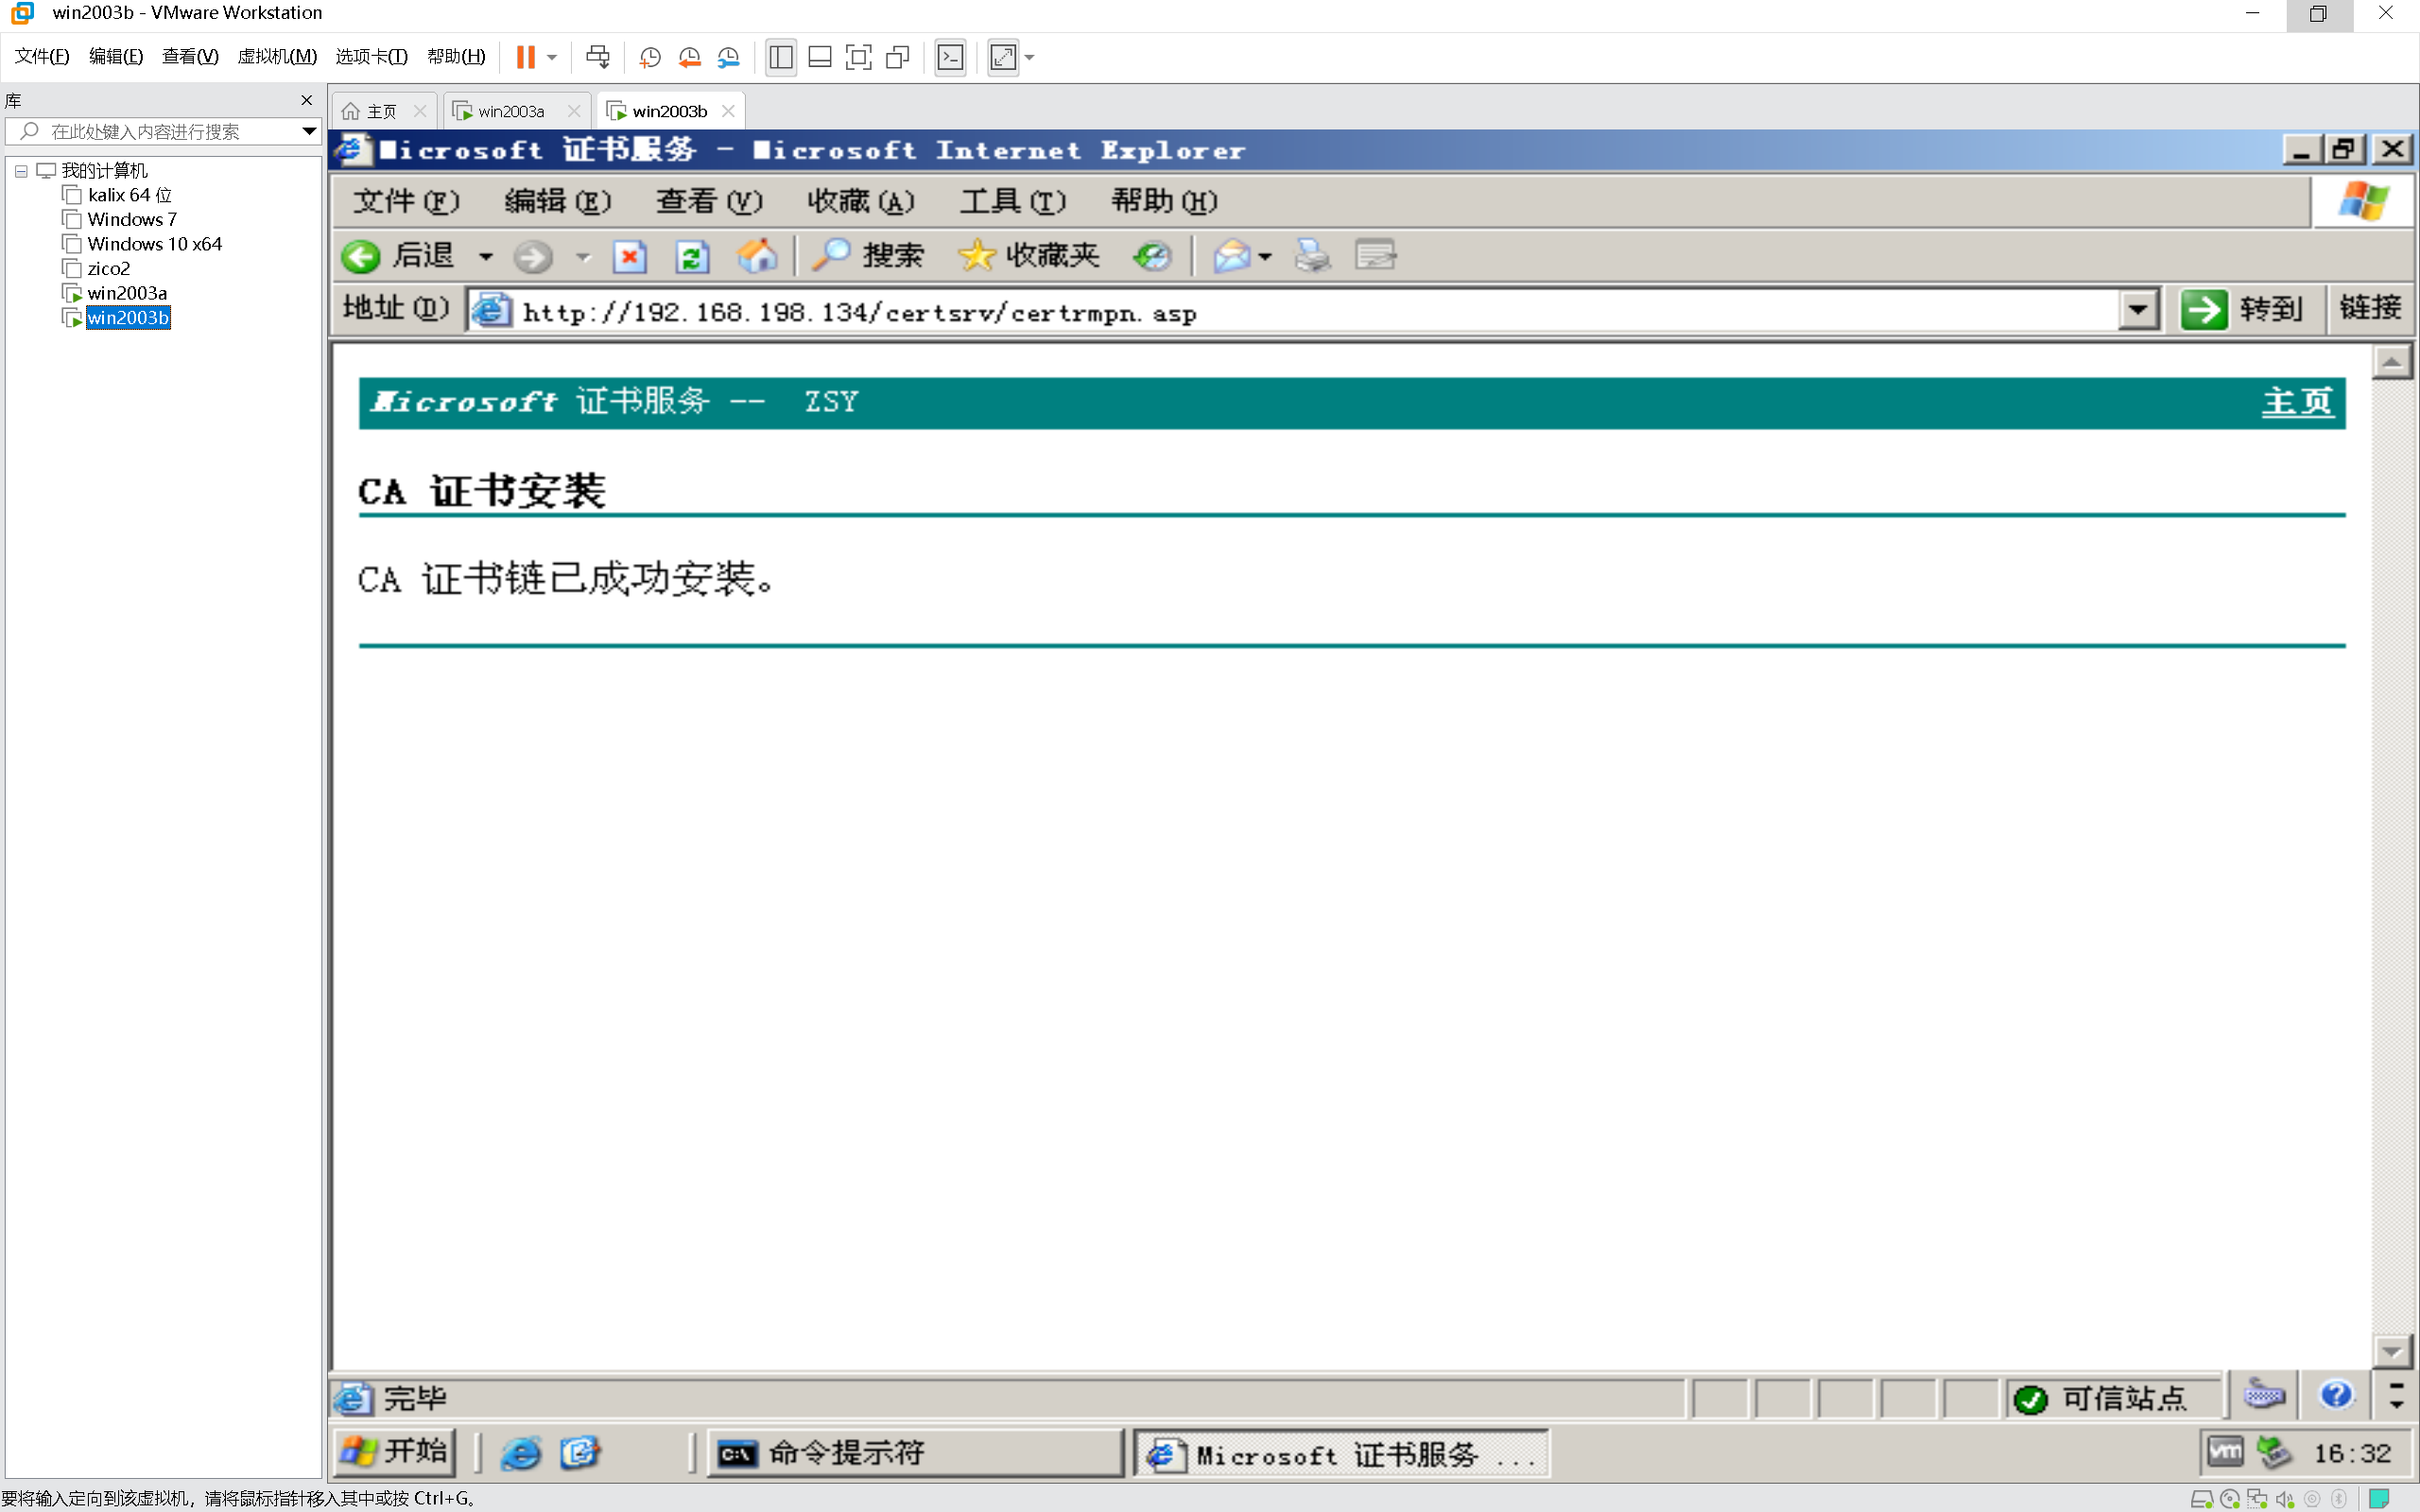 win2003b - VMware Workstation
文件(F) 编辑(E) 查看(V) 虚拟机(M) 选项卡(T) 帮助(H)
库
在此处键入内容进行搜索
我的计算机
kalix 64 位
Windows 7
Windows 10 x64
zico2
win2003a
win2003b
主页 win2003a win2003b
Microsoft 证书服务 - Microsoft Internet Explorer
文件(F) 编辑(E) 查看(V) 收藏(A) 工具(T) 帮助(H)
后退 搜索 收藏夹
地址(D) http://192.168.198.134/certsrv/certrmpn.asp 转到 链接
Microsoft 证书服务 -- ZSY 主页
CA 证书安装
CA 证书链已成功安装。
完毕 可信站点
开始 命令提示符 Microsoft 证书服务 ... 16:32
要将输入定向到该虚拟机，请将鼠标指针移入其中或按 Ctrl+G。